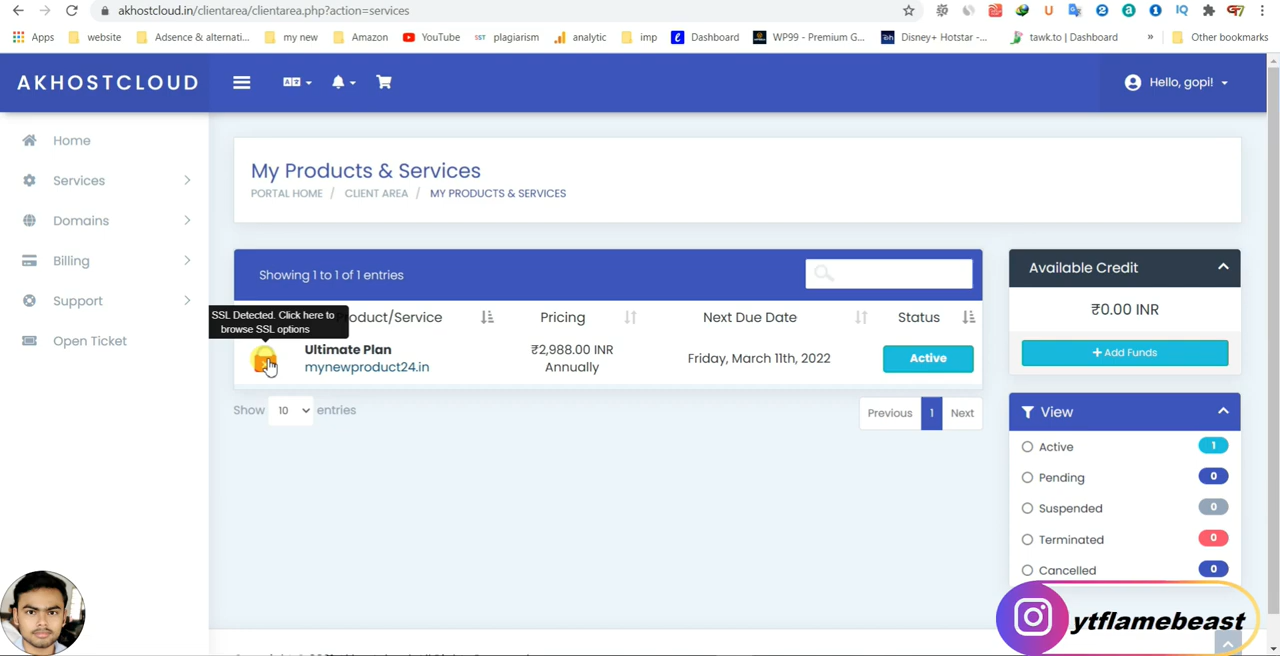 akhostcloud.in/clientarea/clientarea.php?action=services
Apps website Adsence & alternati... my new Amazon YouTube SST plagiarism analytic imp Dashboard WP99 - Premium G... Disney+ Hotstar -... tawk.to | Dashboard » Other bookmarks
AKHOSTCLOUD
Hello, gopi!
Home
Services
Domains
Billing
Support
Open Ticket
My Products & Services
PORTAL HOME / CLIENT AREA / MY PRODUCTS & SERVICES
Showing 1 to 1 of 1 entries
SSL Detected. Click here to
browse SSL options
Product/Service Pricing Next Due Date Status
Ultimate Plan
mynewproduct24.in
₹2,988.00 INR
Annually
Friday, March 11th, 2022
Active
Show 10 entries
Previous 1 Next
Available Credit
₹0.00 INR
+ Add Funds
View
Active 1
Pending 0
Suspended 0
Terminated 0
Cancelled 0
ytflamebeast